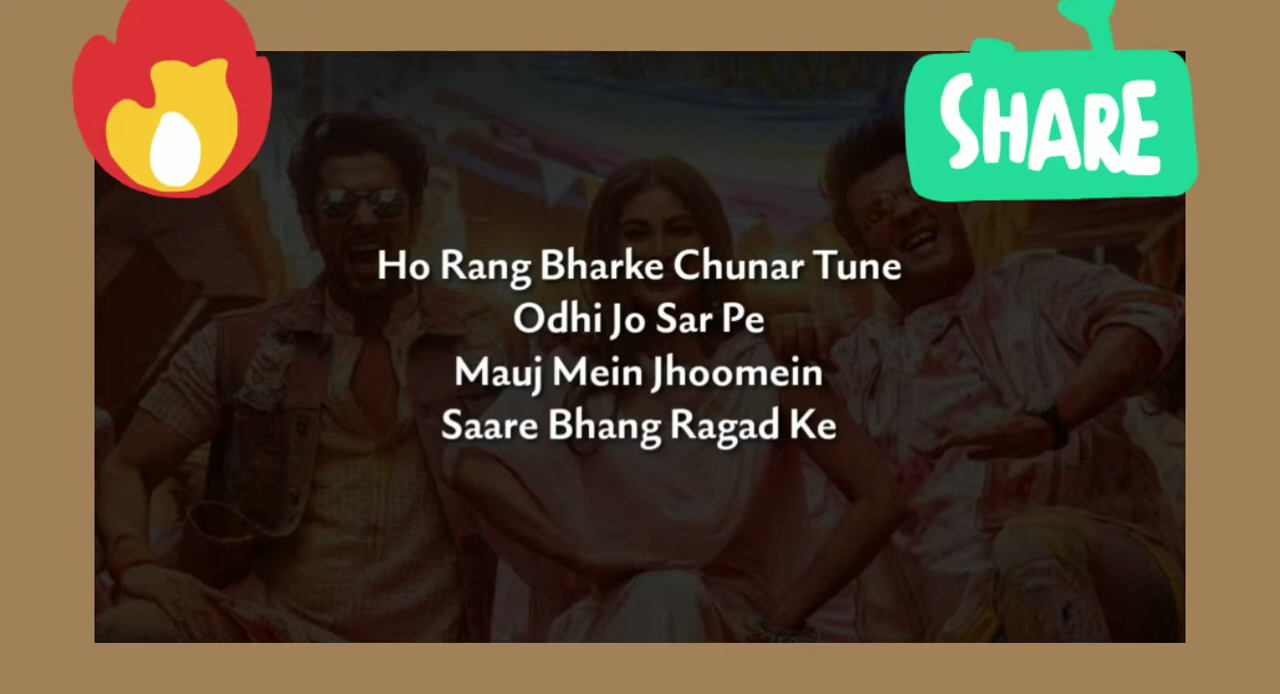 SHARE
Ho Rang Bharke Chunar Tune
Odhi Jo Sar Pe
Mauj Mein Jhoomein
Saare Bhang Ragad Ke